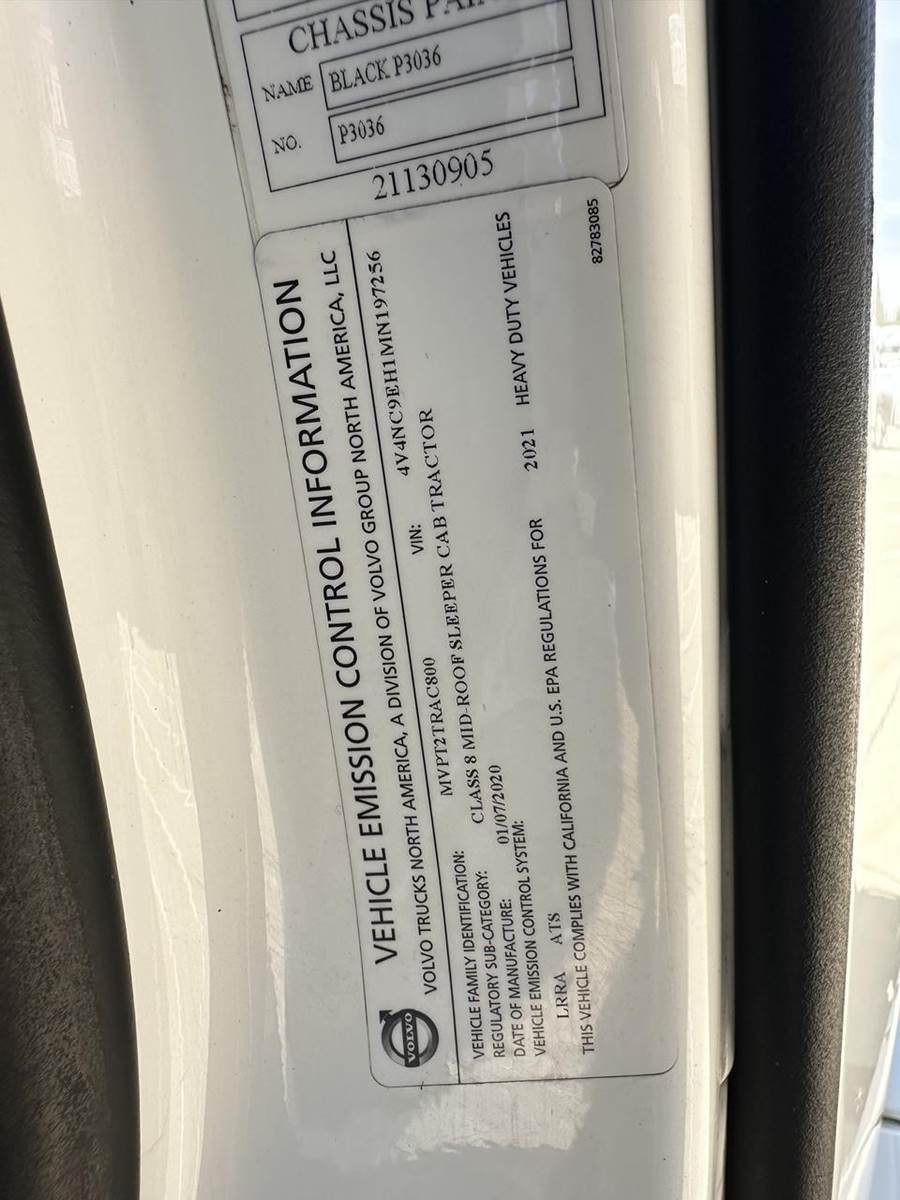 CHASSIS
NAME BLACK P3036
NO. P3036
21130905
VEHICLE EMISSION CONTROL INFORMATION
VOLVO
VOLVO TRUCKS NORTH AMERICA, A DIVISION OF VOLVO GROUP NORTH AMERICA, LLC
VEHICLE FAMILY IDENTIFICATION: MVPT2TRAC800 VIN: 4V4NC9EH1MN197256
REGULATORY SUB-CATEGORY: CLASS 8 MID-ROOF SLEEPER CAB TRACTOR
DATE OF MANUFACTURE: 01/07/2020
VEHICLE EMISSION CONTROL SYSTEM:
LRRA ATS
THIS VEHICLE COMPLIES WITH CALIFORNIA AND U.S. EPA REGULATIONS FOR 2021 HEAVY DUTY VEHICLES
82783085